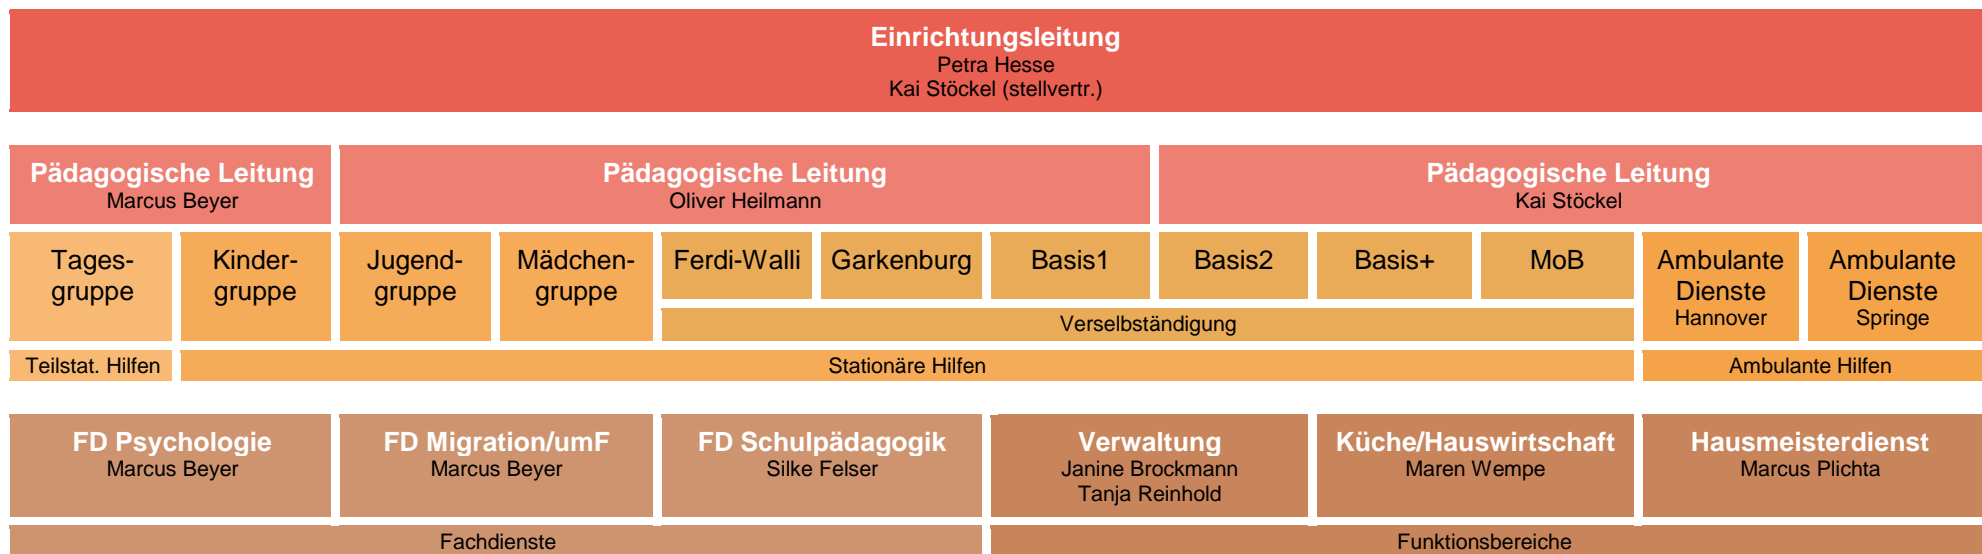 Einrichtungsleitung
Petra Hesse
Kai Stöckel (stellvertr.)
Pädagogische Leitung
Marcus Beyer
Pädagogische Leitung
Oliver Heilmann
Pädagogische Leitung
Kai Stöckel
Tages-
gruppe
Kinder-
gruppe
Jugend-
gruppe
Mädchen-
gruppe
Ferdi-Walli
Garkenburg
Basis1
Basis2
Basis+
MoB
Verselbständigung
Ambulante
Dienste
Hannover
Ambulante
Dienste
Springe
Teilstat. Hilfen
Stationäre Hilfen
Ambulante Hilfen
FD Psychologie
Marcus Beyer
FD Migration/umF
Marcus Beyer
FD Schulpädagogik
Silke Felser
Verwaltung
Janine Brockmann
Tanja Reinhold
Küche/Hauswirtschaft
Maren Wempe
Hausmeisterdienst
Marcus Plichta
Fachdienste
Funktionsbereiche